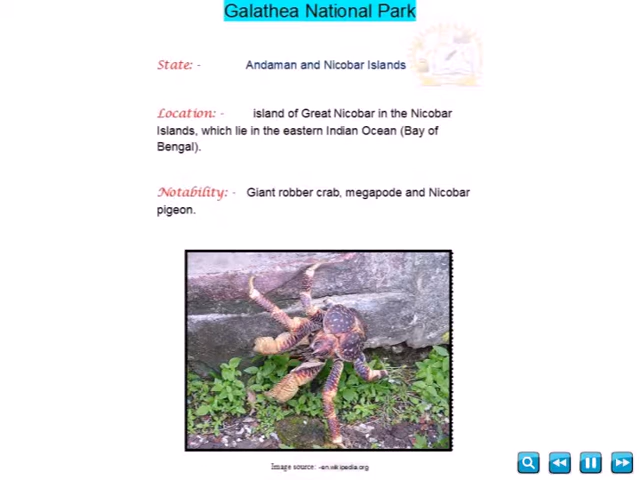 Galathea National Park
State: - Andaman and Nicobar Islands
Location: - island of Great Nicobar in the Nicobar
Islands, which lie in the eastern Indian Ocean (Bay of
Bengal).
Notability: - Giant robber crab, megapode and Nicobar
pigeon.
Image source: -en.wikipedia.org